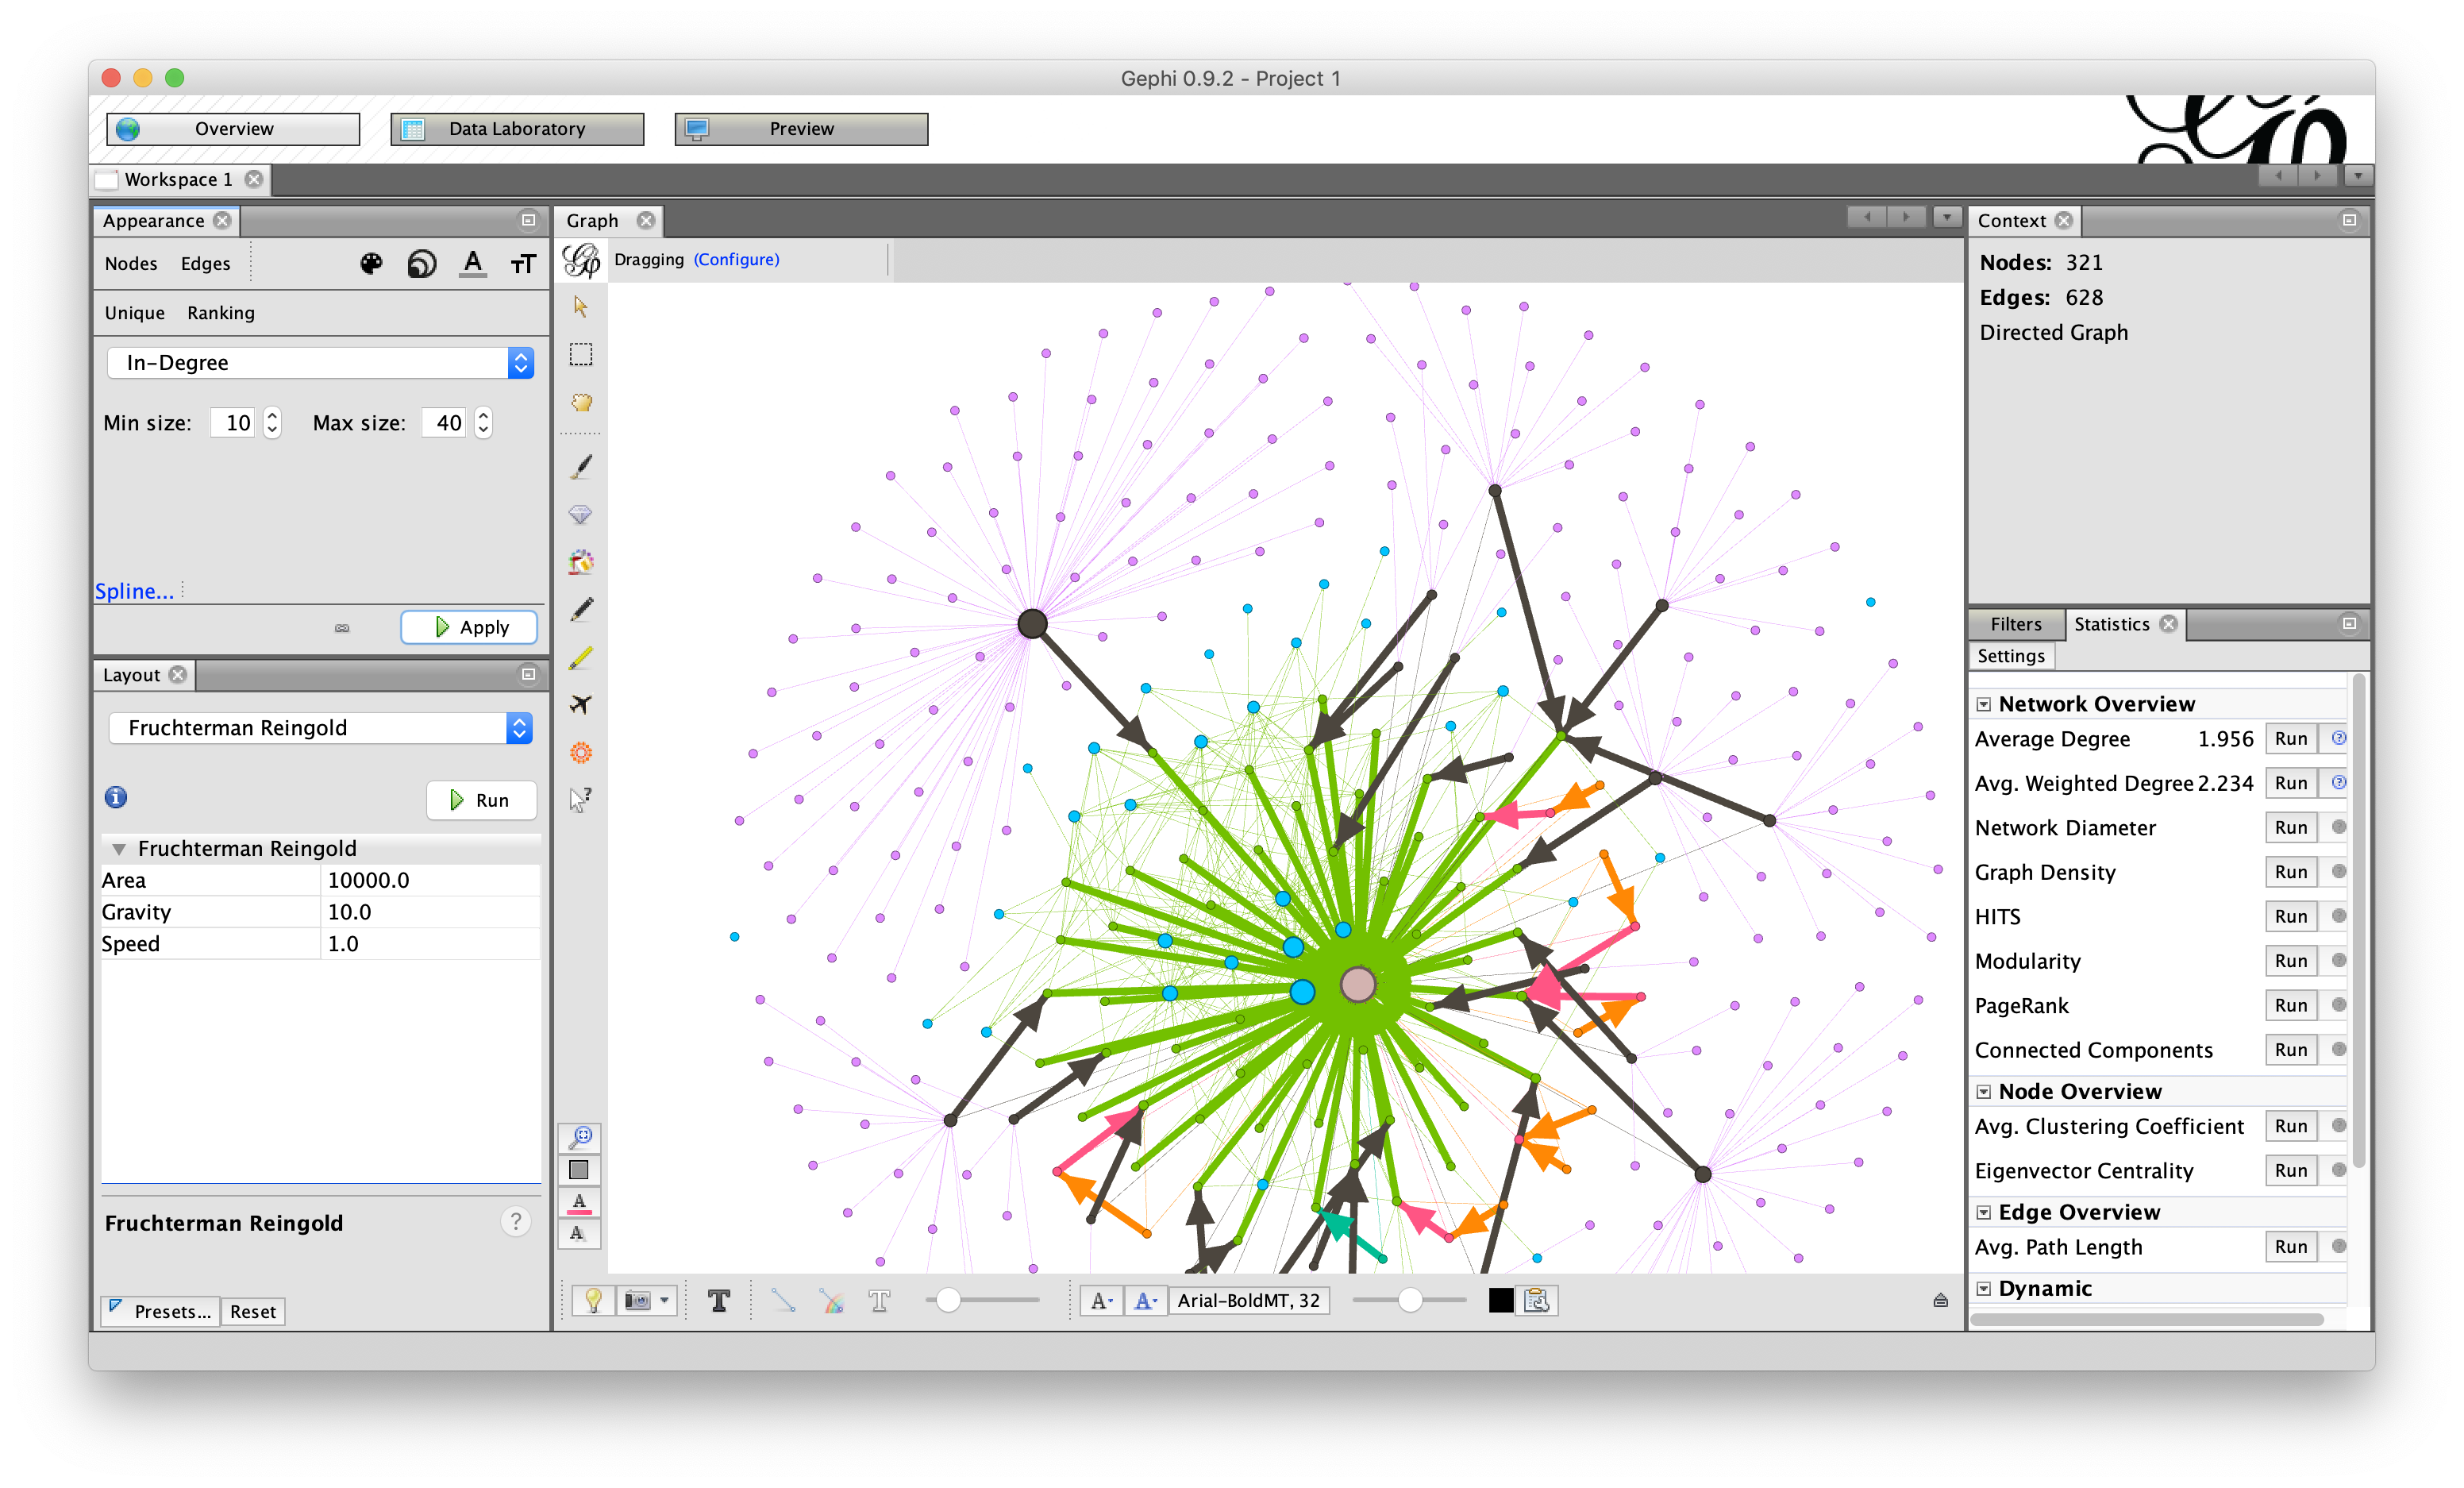 Gephi 0.9.2 - Project 1
Overview
Data Laboratory
Preview
Workspace 1
Appearance
Nodes Edges
A
TT
Unique Ranking
In-Degree
Min size: 10 Max size: 40
Spline...
Apply
Layout
Fruchterman Reingold
Run
Fruchterman Reingold
Area 10000.0
Gravity 10.0
Speed 1.0
Fruchterman Reingold
?
Presets... Reset
Graph
Dragging (Configure)
A
A
T
T
A
A
Arial-BoldMT, 32
Context
Nodes: 321
Edges: 628
Directed Graph
Filters
Statistics
Settings
Network Overview
Average Degree 1.956 Run ?
Avg. Weighted Degree 2.234 Run ?
Network Diameter Run ?
Graph Density Run ?
HITS Run ?
Modularity Run ?
PageRank Run ?
Connected Components Run ?
Node Overview
Avg. Clustering Coefficient Run ?
Eigenvector Centrality Run ?
Edge Overview
Avg. Path Length Run ?
Dynamic